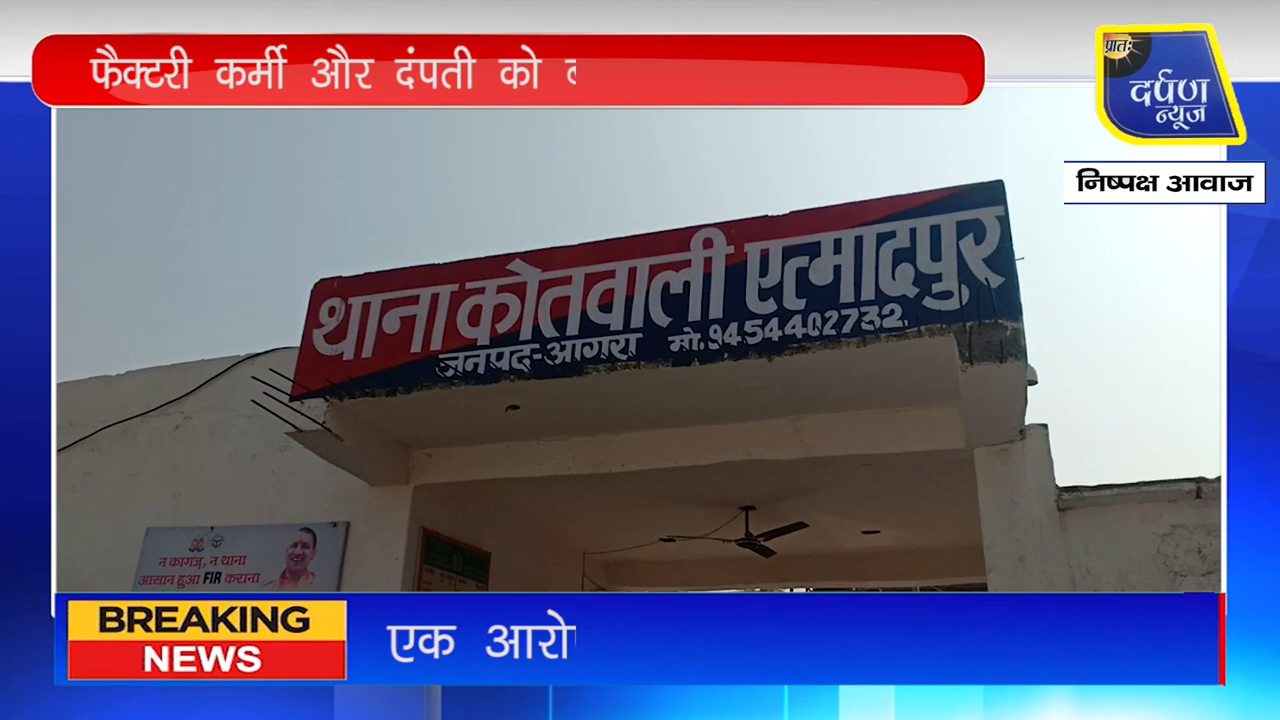 फैक्टरी कर्मी और दंपती को
प्रातः
दर्पण
न्यूज
निष्पक्ष आवाज
थाना कोतवाली एत्मादपुर
जनपद-आगरा मो.9454402732
न कागज़, न थाना
आसान हुआ FIR कराना
BREAKING
NEWS
एक